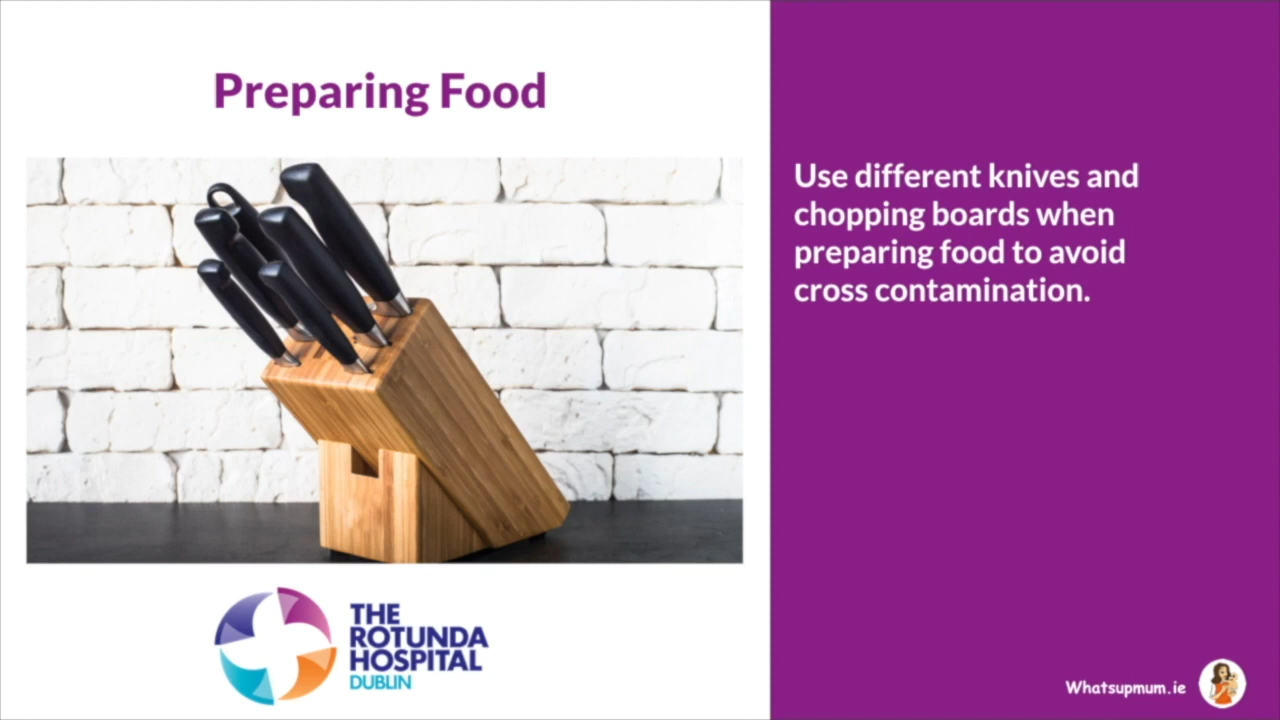 Preparing Food
Use different knives and
chopping boards when
preparing food to avoid
cross contamination.
THE
ROTUNDA
HOSPITAL
DUBLIN
Whatsupmum.ie